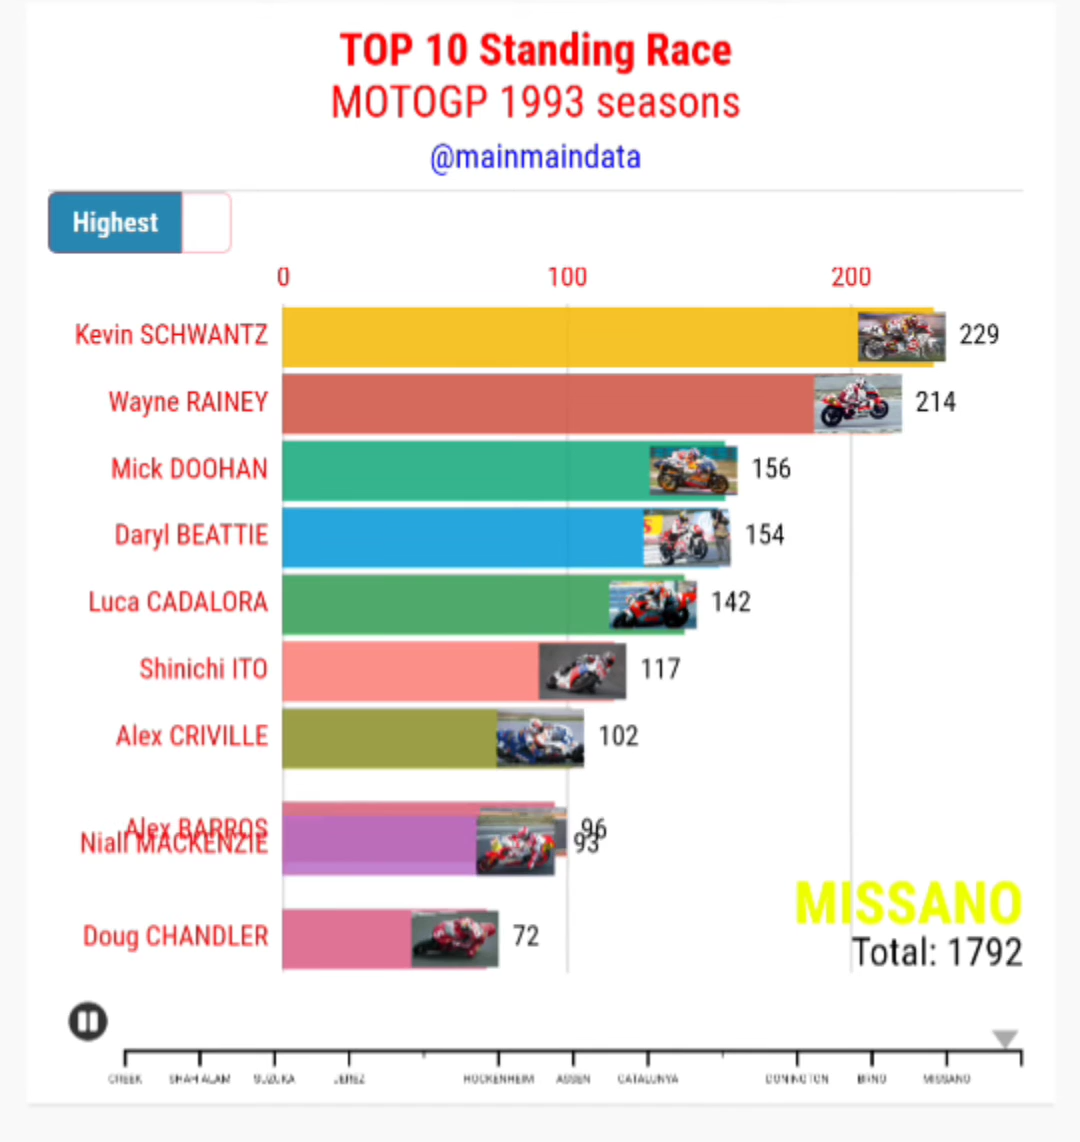 TOP 10 Standing Race
MOTOGP 1993 seasons
@mainmaindata
Highest
0 100 200
Kevin SCHWANTZ 229
Wayne RAINEY 214
Mick DOOHAN 156
Daryl BEATTIE 154
Luca CADALORA 142
Shinichi ITO 117
Alex CRIVILLE 102
Alex BARROS 96
Niall MACKENZIE 93
Doug CHANDLER 72
MISSANO
Total: 1792
CREEK SHAH ALAM SUZUKA JEREZ HOCKENHEIM ASSEN CATALUNYA DONINGTON BRNO MISSANO